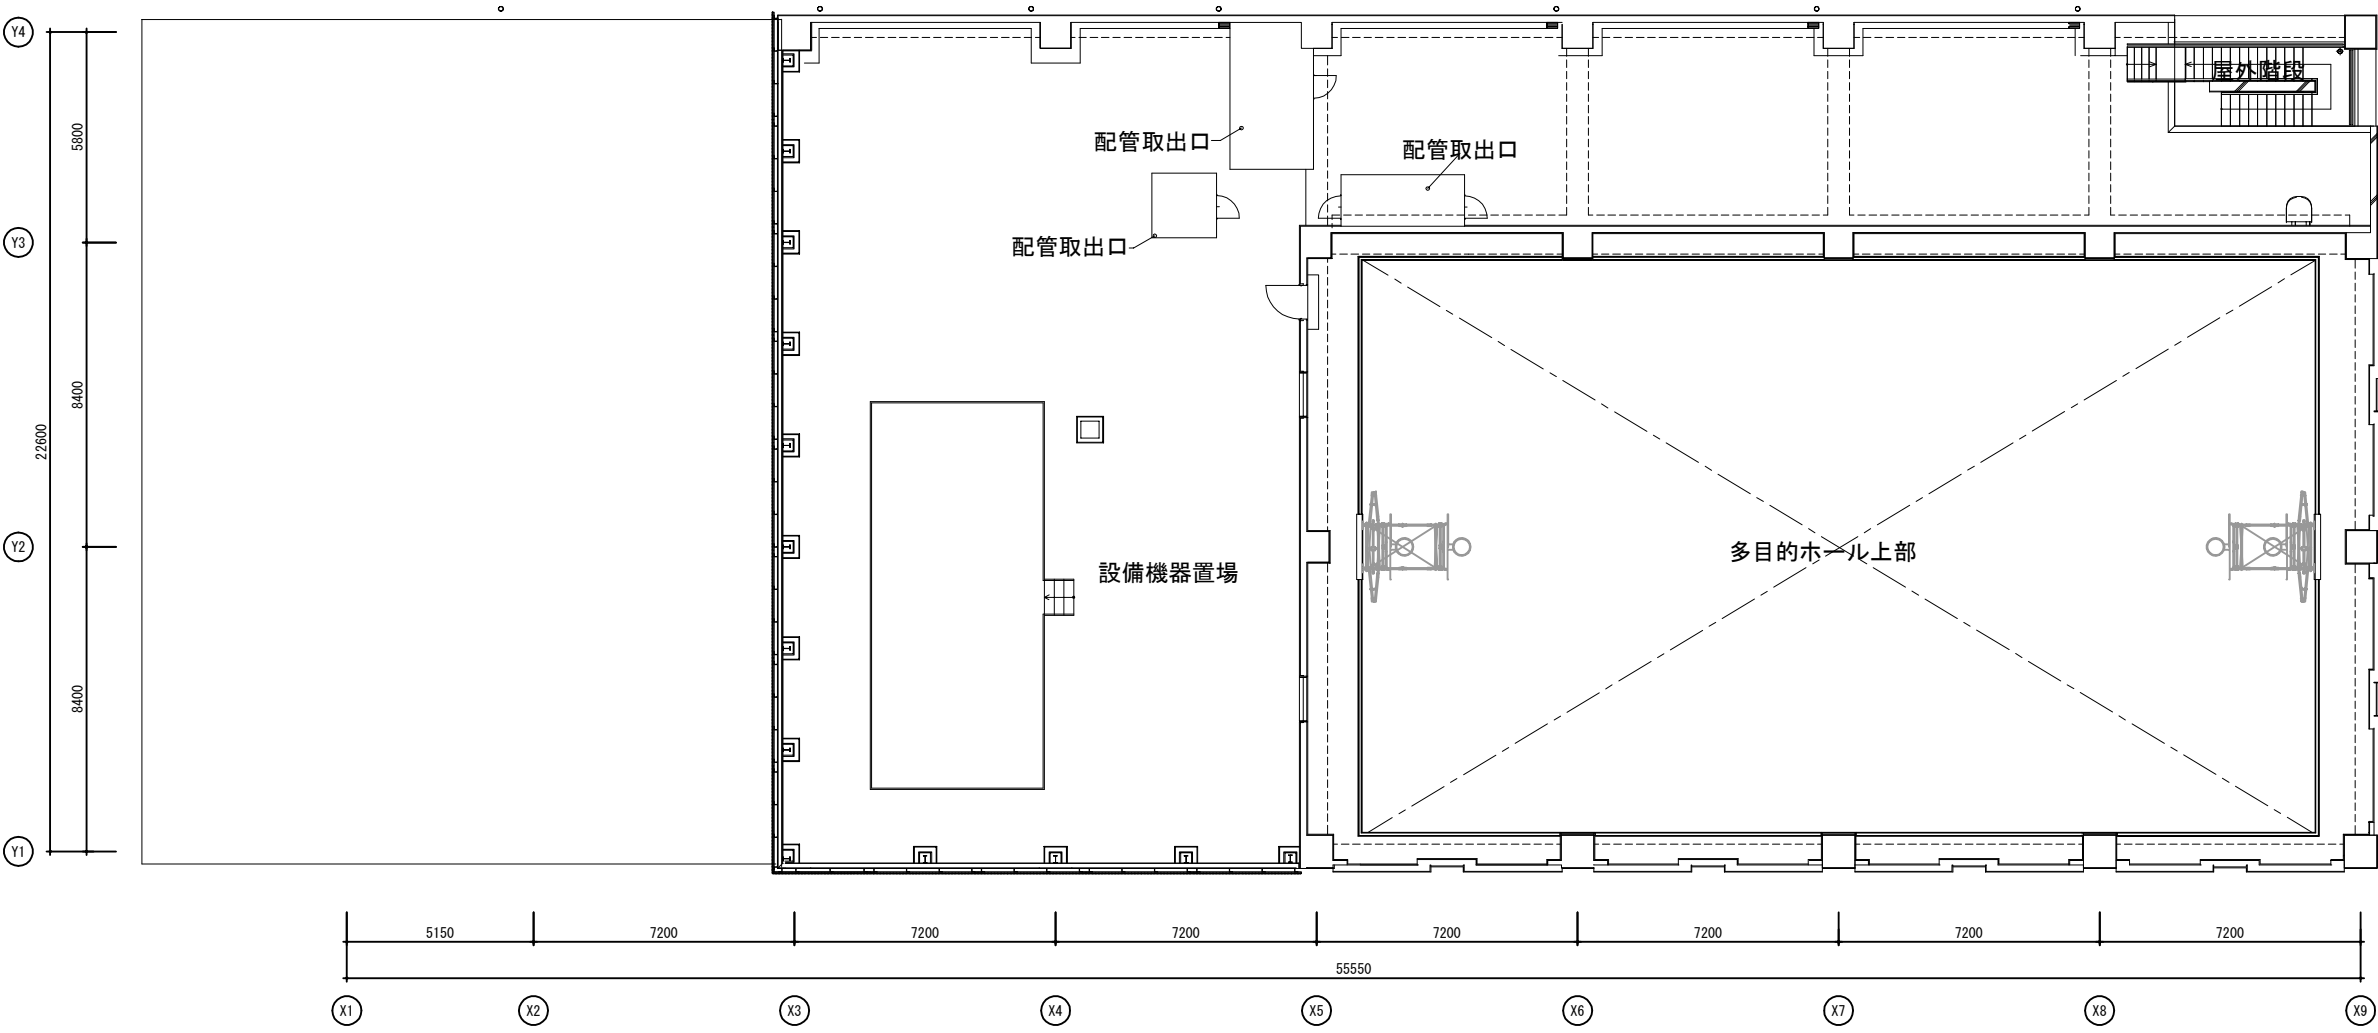 Y4
屋外階段
5800
配管取出口
配管取出口
Y3
配管取出口
8400
22600
Y2
多目的ホール上部
設備機器置場
8400
Y1
5150
7200
7200
7200
7200
7200
7200
7200
55550
X1
X2
X3
X4
X5
X6
X7
X8
X9